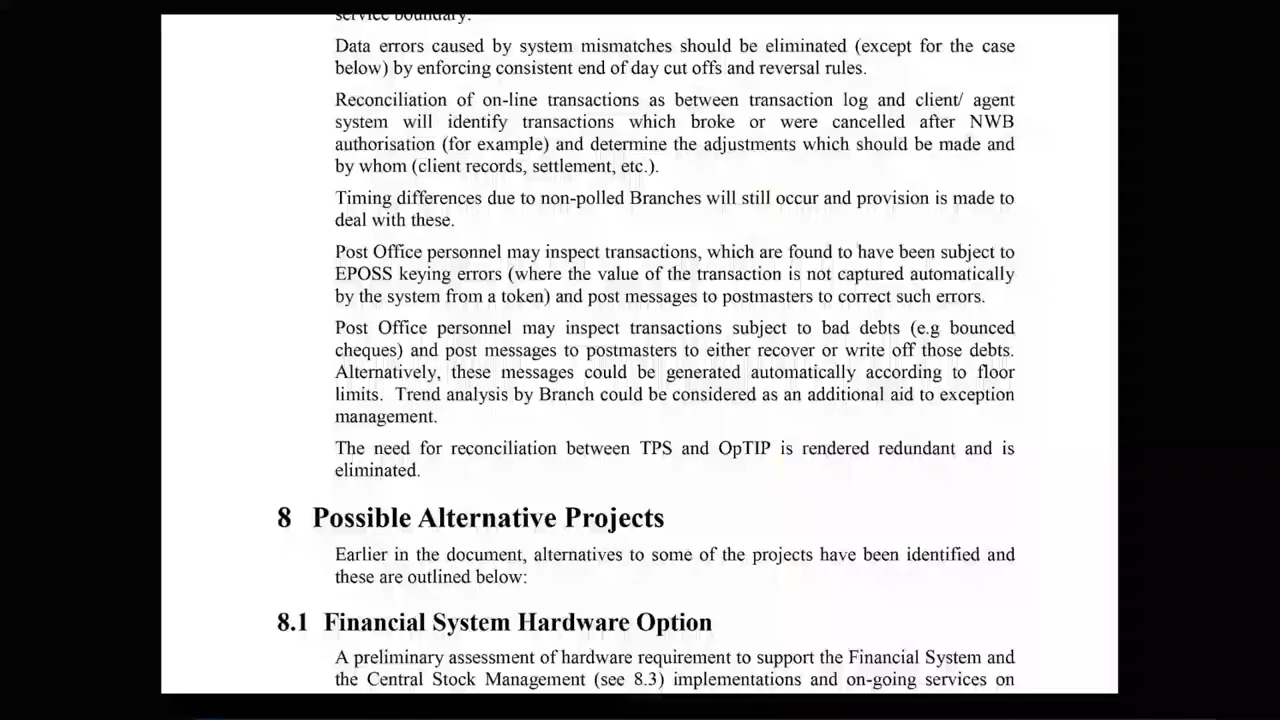 service boundary.
Data errors caused by system mismatches should be eliminated (except for the case
below) by enforcing consistent end of day cut offs and reversal rules.
Reconciliation of on-line transactions as between transaction log and client/ agent
system will identify transactions which broke or were cancelled after NWB
authorisation (for example) and determine the adjustments which should be made and
by whom (client records, settlement, etc.).
Timing differences due to non-polled Branches will still occur and provision is made to
deal with these.
Post Office personnel may inspect transactions, which are found to have been subject to
EPOSS keying errors (where the value of the transaction is not captured automatically
by the system from a token) and post messages to postmasters to correct such errors.
Post Office personnel may inspect transactions subject to bad debts (e.g bounced
cheques) and post messages to postmasters to either recover or write off those debts.
Alternatively, these messages could be generated automatically according to floor
limits. Trend analysis by Branch could be considered as an additional aid to exception
management.
The need for reconciliation between TPS and OpTIP is rendered redundant and is
eliminated.
8 Possible Alternative Projects
Earlier in the document, alternatives to some of the projects have been identified and
these are outlined below:
8.1 Financial System Hardware Option
A preliminary assessment of hardware requirement to support the Financial System and
the Central Stock Management (see 8.3) implementations and on-going services on